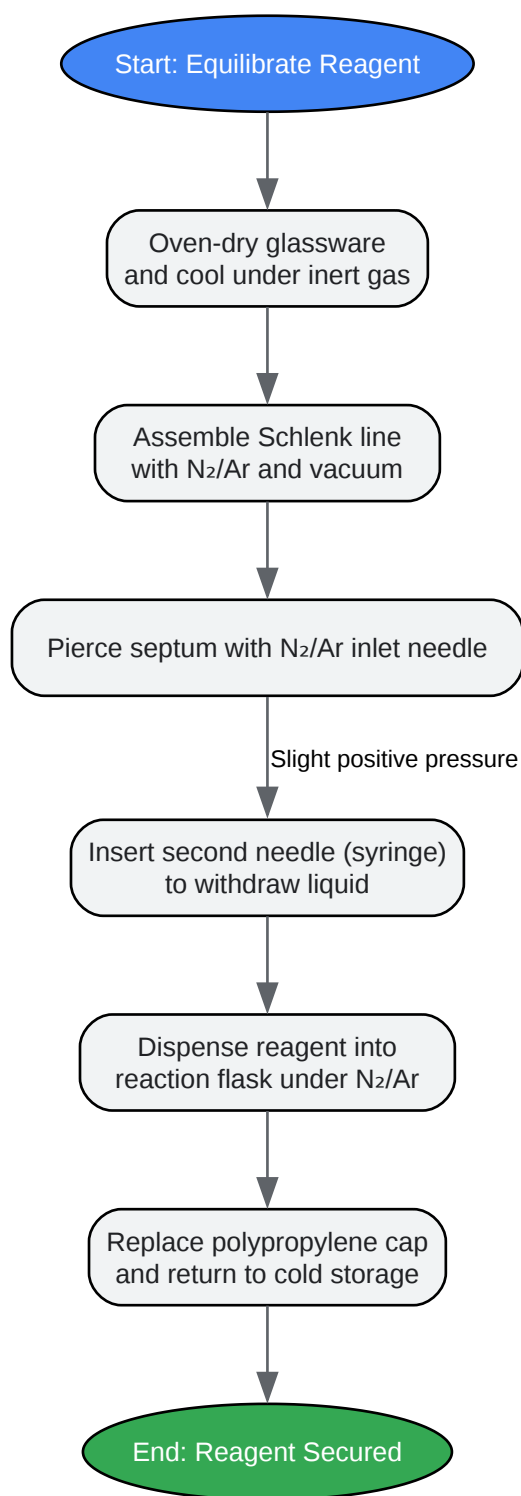 Start: Equilibrate Reagent
Oven-dry glassware
and cool under inert gas
Assemble Schlenk line
with N₂/Ar and vacuum
Pierce septum with N₂/Ar inlet needle
Slight positive pressure
Insert second needle (syringe)
to withdraw liquid
Dispense reagent into
reaction flask under N₂/Ar
Replace polypropylene cap
and return to cold storage
End: Reagent Secured